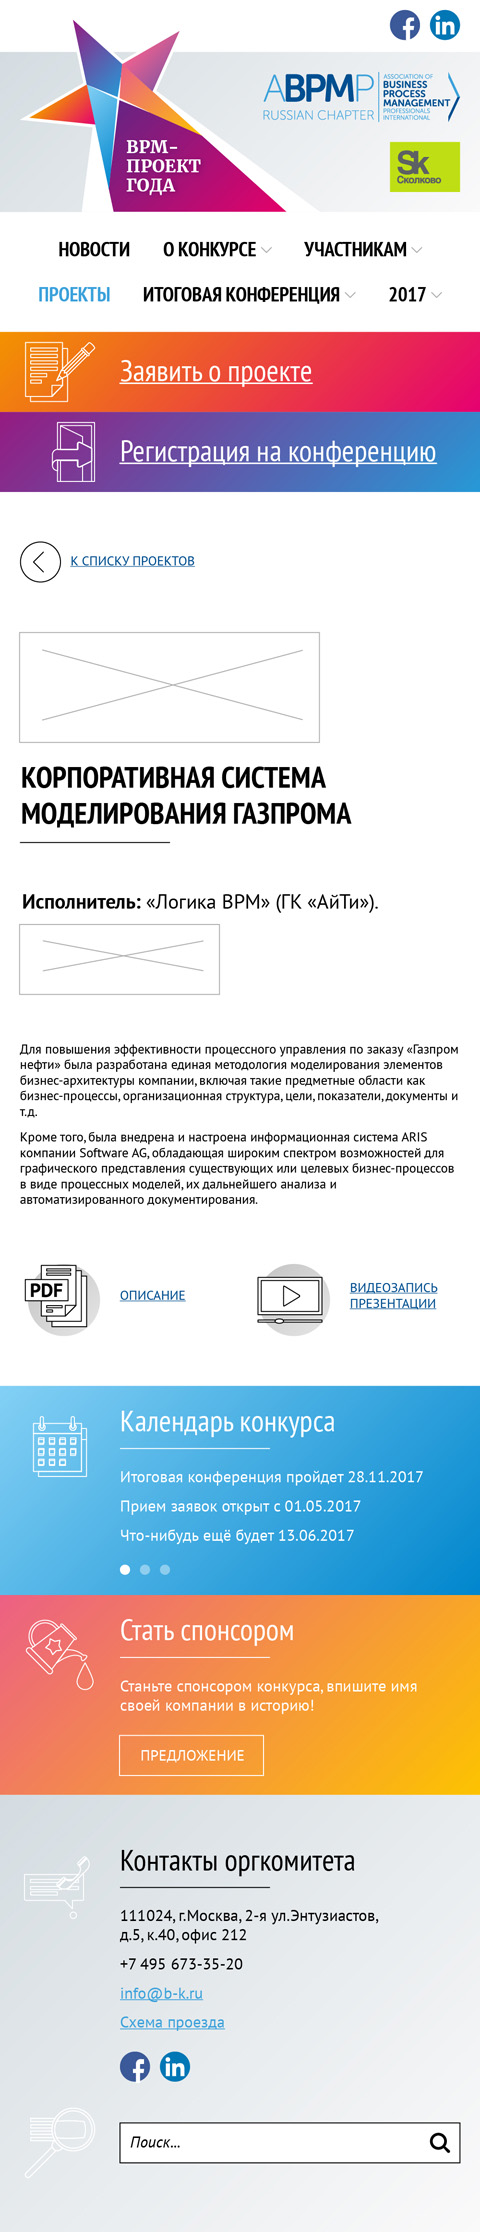 ABPMP
RUSSIAN CHAPTER
ASSOCIATION OF
BUSINESS
PROCESS
MANAGEMENT
PROFESSIONALS
INTERNATIONAL
BPM-
ПРОЕКТ
ГОДА
Sk
Сколково
НОВОСТИ О КОНКУРСЕ УЧАСТНИКАМ
ПРОЕКТЫ ИТОГОВАЯ КОНФЕРЕНЦИЯ 2017
Заявить о проекте
Регистрация на конференцию
К СПИСКУ ПРОЕКТОВ
КОРПОРАТИВНАЯ СИСТЕМА
МОДЕЛИРОВАНИЯ ГАЗПРОМА
Исполнитель: «Логика BPM» (ГК «АйТи»).
Для повышения эффективности процессного управления по заказу «Газпром
нефти» была разработана единая методология моделирования элементов
бизнес-архитектуры компании, включая такие предметные области как
бизнес-процессы, организационная структура, цели, показатели, документы и
т.д.
Кроме того, была внедрена и настроена информационная система ARIS
компании Software AG, обладающая широким спектром возможностей для
графического представления существующих или целевых бизнес-процессов
в виде процессных моделей, их дальнейшего анализа и
автоматизированного документирования.
PDF
ОПИСАНИЕ
ВИДЕОЗАПИСЬ
ПРЕЗЕНТАЦИИ
Календарь конкурса
Итоговая конференция пройдет 28.11.2017
Прием заявок открыт с 01.05.2017
Что-нибудь ещё будет 13.06.2017
Стать спонсором
Станьте спонсором конкурса, впишите имя
своей компании в историю!
ПРЕДЛОЖЕНИЕ
Контакты оргкомитета
111024, г.Москва, 2-я ул.Энтузиастов,
д.5, к.40, офис 212
+7 495 673-35-20
info@b-k.ru
Схема проезда
Поиск...